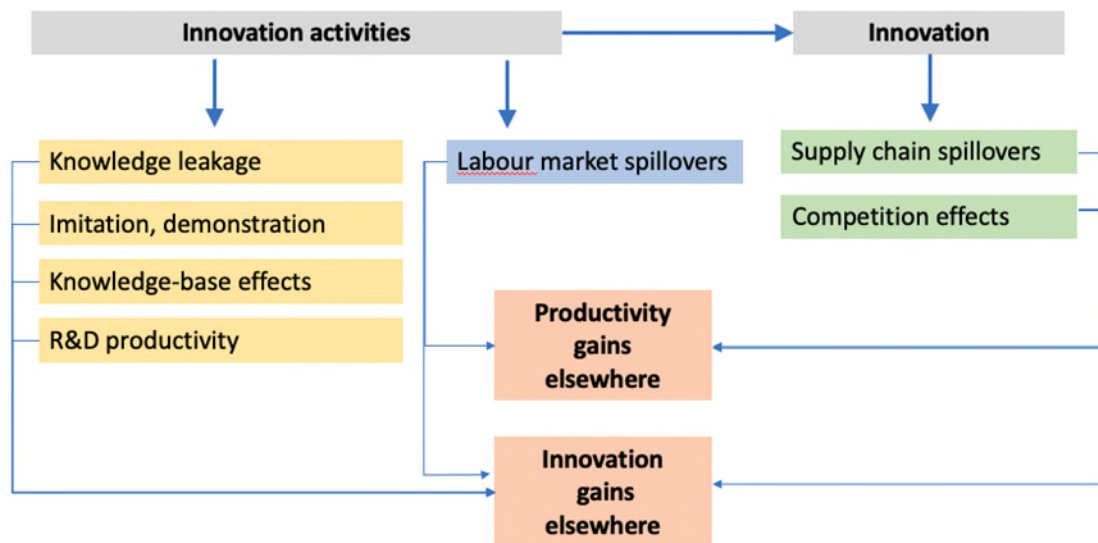 Innovation activities
Innovation
Knowledge leakage
Labour market spillovers
Supply chain spillovers
Imitation, demonstration
Competition effects
Knowledge-base effects
R&D productivity
Productivity
gains
elsewhere
Innovation
gains
elsewhere